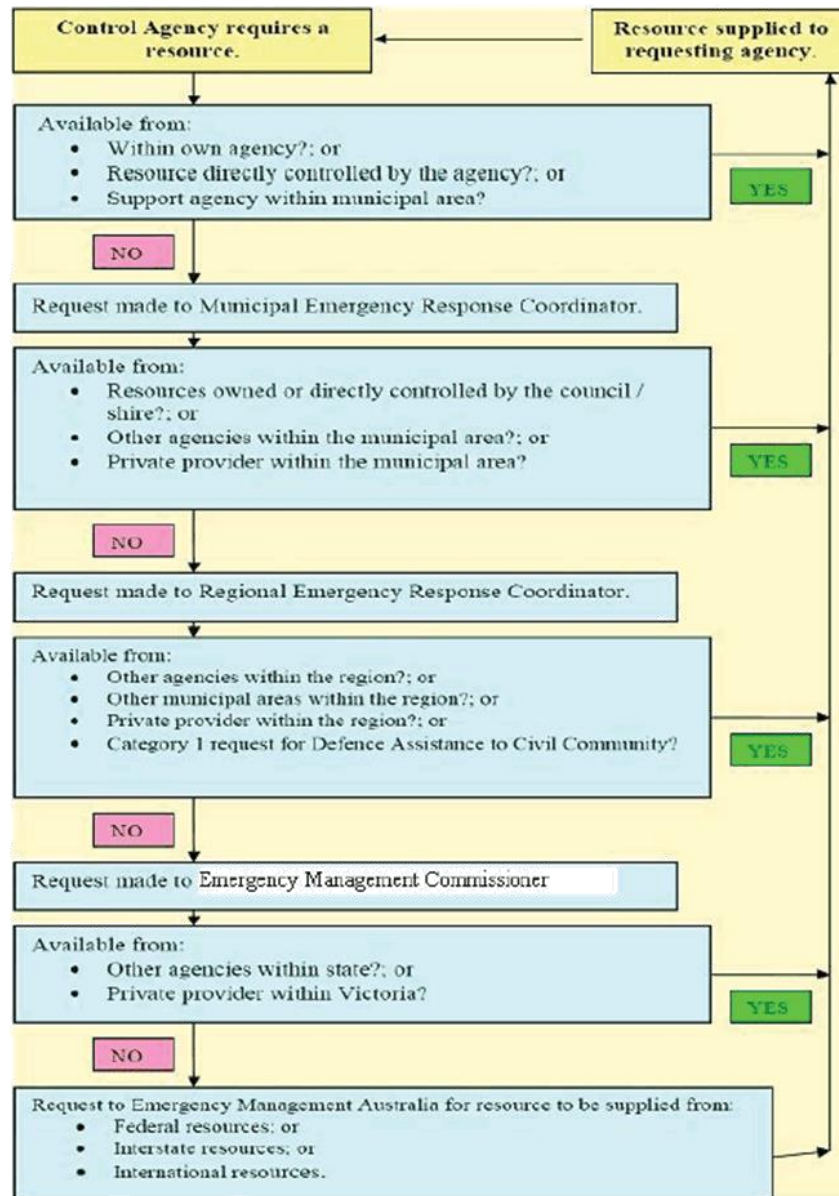 Control Agency requires a
resource.
Resource supplied to
requesting agency.
Available from:
• Within own agency?; or
• Resource directly controlled by the agency?; or
• Support agency within municipal area?
YES
NO
Request made to Municipal Emergency Response Coordinator.
Available from:
• Resources owned or directly controlled by the council /
shire?; or
• Other agencies within the municipal area?; or
• Private provider within the municipal area?
YES
NO
Request made to Regional Emergency Response Coordinator.
Available from:
• Other agencies within the region?; or
• Other municipal areas within the region?; or
• Private provider within the region?; or
• Category 1 request for Defence Assistance to Civil Community?
YES
NO
Request made to Emergency Management Commissioner
Available from:
• Other agencies within state?; or
• Private provider within Victoria?
YES
NO
Request to Emergency Management Australia for resource to be supplied from:
• Federal resources; or
• Interstate resources; or
• International resources.